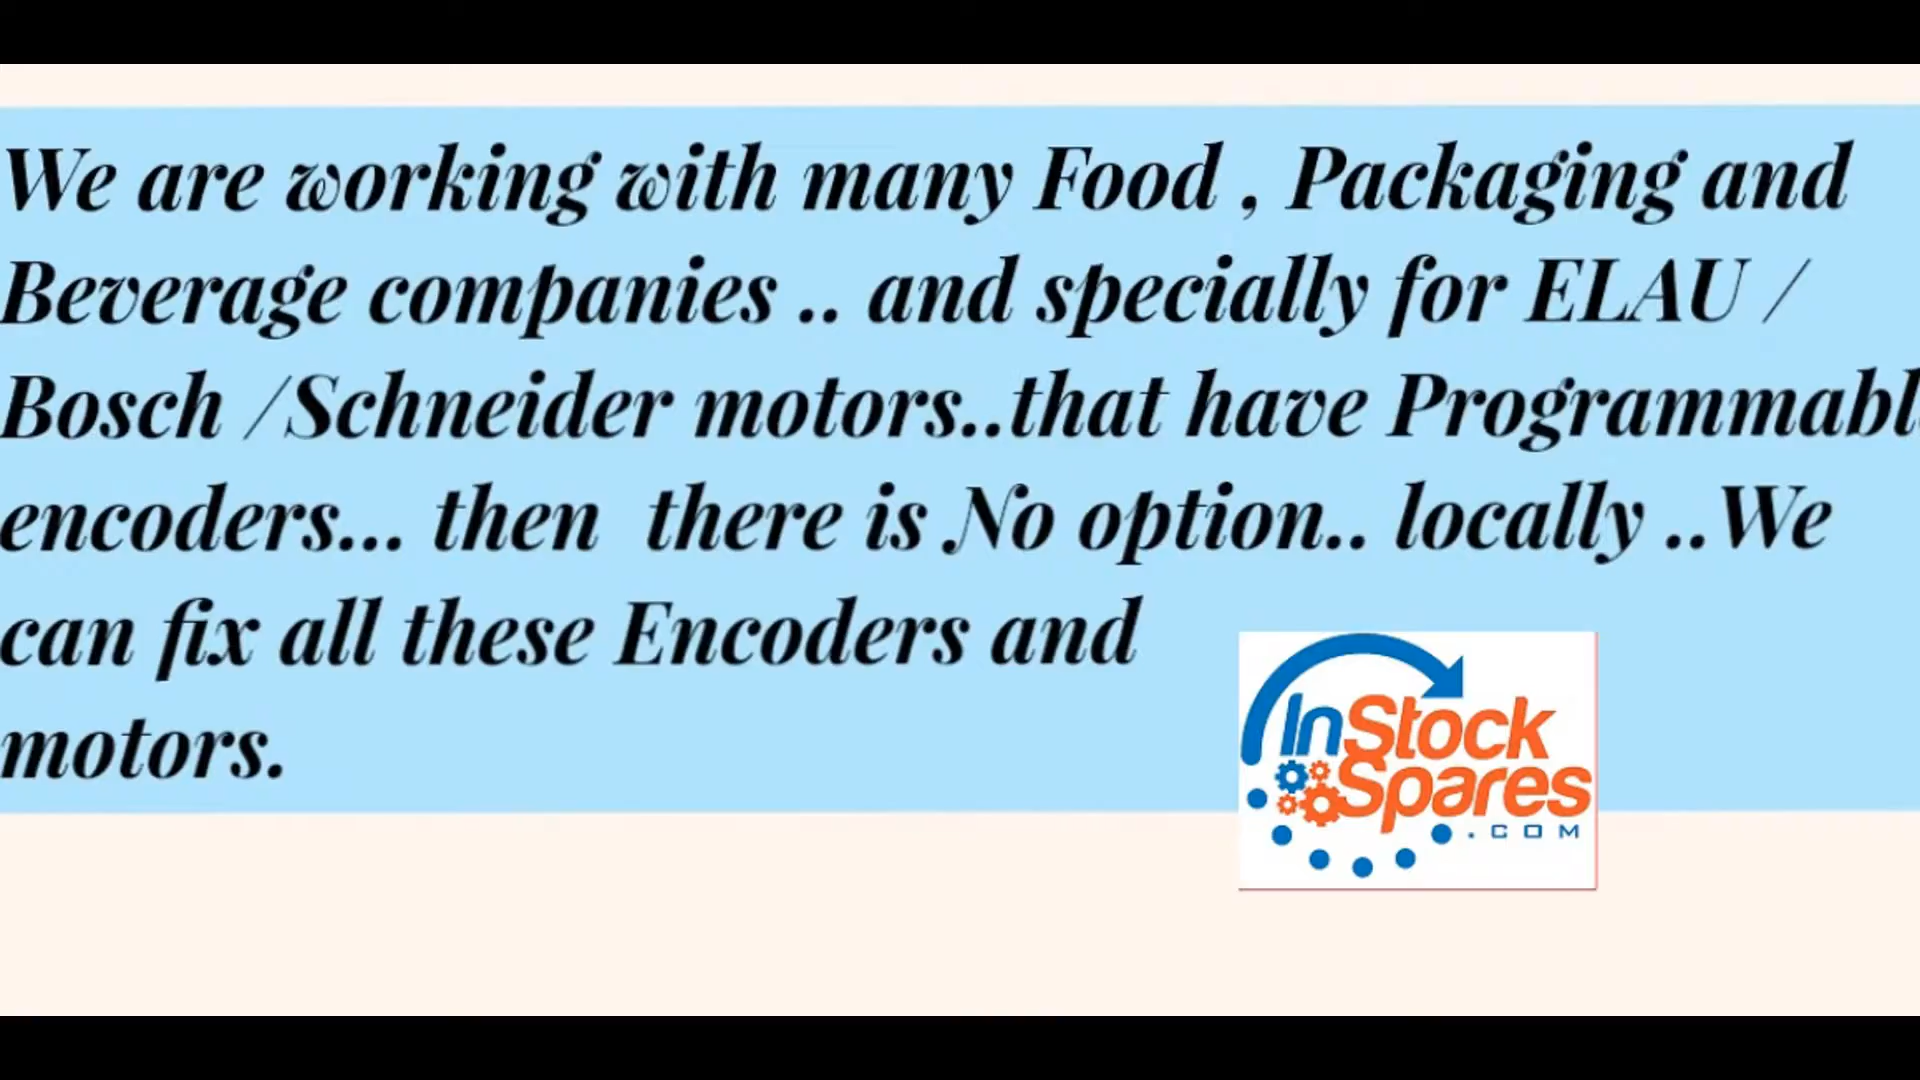 We are working with many Food , Packaging and
Beverage companies .. and specially for ELAU /
Bosch /Schneider motors..that have Programmable
encoders... then  there is No option.. locally ..We
can fix all these Encoders and
motors.
InStock
Spares
.COM